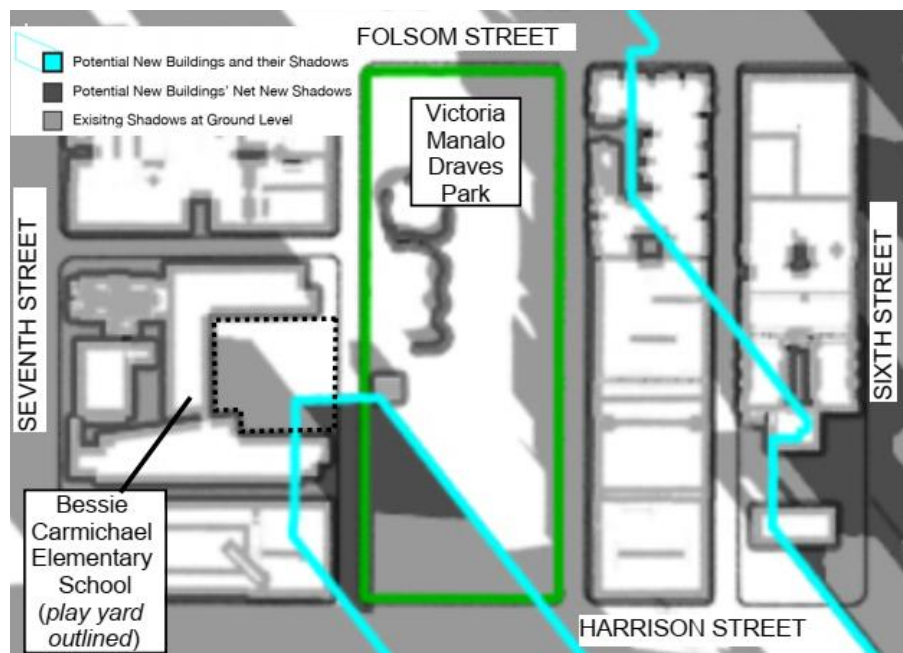 FOLSOM STREET
Potential New Buildings and their Shadows
Potential New Buildings' Net New Shadows
Exisitng Shadows at Ground Level
Victoria
Manalo
Draves
Park
SEVENTH STREET
SIXTH STREET
Bessie
Carmichael
Elementary
School
(play yard
outlined)
HARRISON STREET